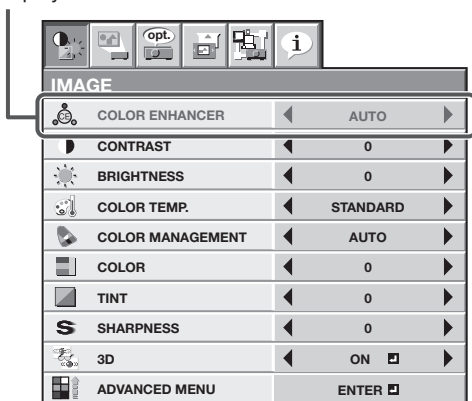 opt.
i
IMAGE
CE COLOR ENHANCER AUTO
CONTRAST 0
BRIGHTNESS 0
COLOR TEMP. STANDARD
COLOR MANAGEMENT AUTO
COLOR 0
TINT 0
S SHARPNESS 0
3D ON
ADVANCED MENU ENTER